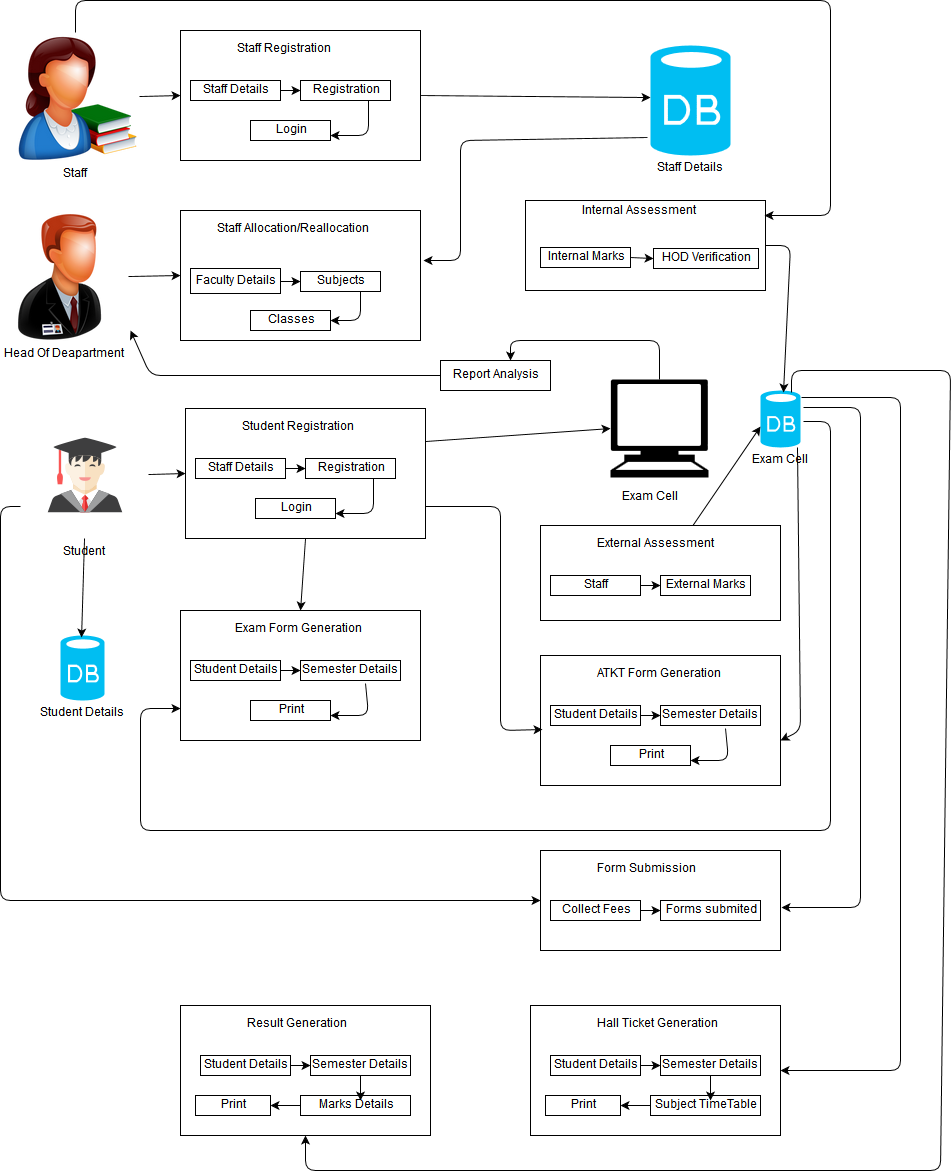 Staff Registration
Staff Details
Registration
Login
Staff
DB
Staff Details
Staff Allocation/Reallocation
Faculty Details
Subjects
Classes
Head Of Deapartment
Internal Assessment
Internal Marks
HOD Verification
Report Analysis
DB
Exam Cell
Student Registration
Staff Details
Registration
Login
Exam Cell
Student
External Assessment
Staff
External Marks
Exam Form Generation
Student Details
Semester Details
Print
DB
Student Details
ATKT Form Generation
Student Details
Semester Details
Print
Form Submission
Collect Fees
Forms submited
Result Generation
Student Details
Semester Details
Print
Marks Details
Hall Ticket Generation
Student Details
Semester Details
Print
Subject TimeTable